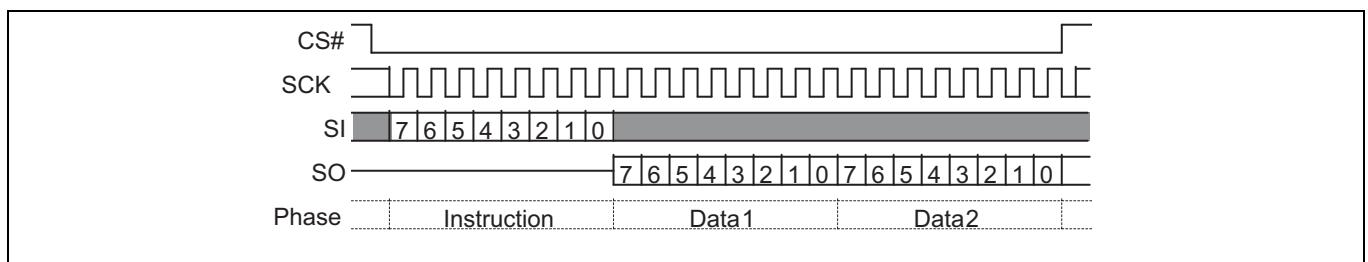 CS#
SCK
SI 7 6 5 4 3 2 1 0
SO 7 6 5 4 3 2 1 0 7 6 5 4 3 2 1 0
Phase Instruction Data1 Data2